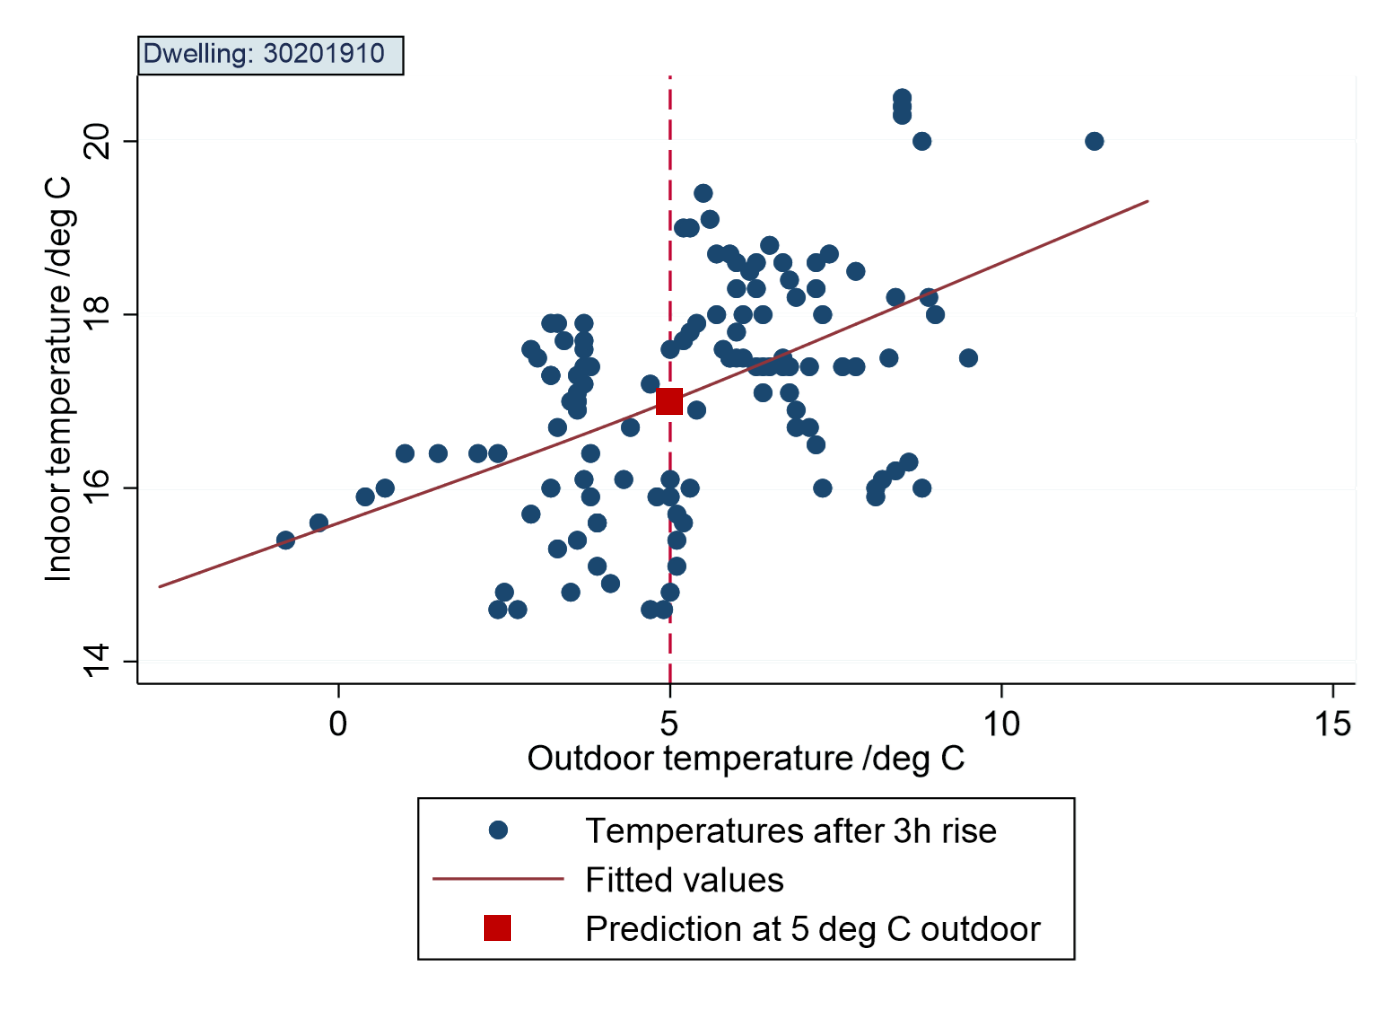 Dwelling: 30201910
Indoor temperature /deg C
20
18
16
14
0
5
10
15
Outdoor temperature /deg C
Temperatures after 3h rise
Fitted values
Prediction at 5 deg C outdoor